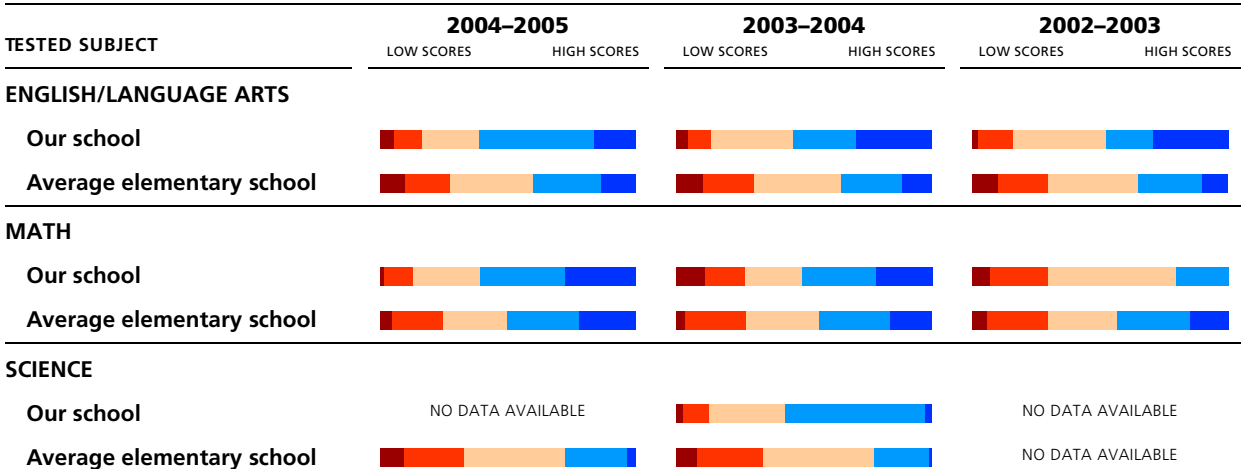 2004–2005 2003–2004 2002–2003
TESTED SUBJECT LOW SCORES HIGH SCORES LOW SCORES HIGH SCORES LOW SCORES HIGH SCORES
ENGLISH/LANGUAGE ARTS
Our school
Average elementary school
MATH
Our school
Average elementary school
SCIENCE
Our school NO DATA AVAILABLE NO DATA AVAILABLE
Average elementary school NO DATA AVAILABLE